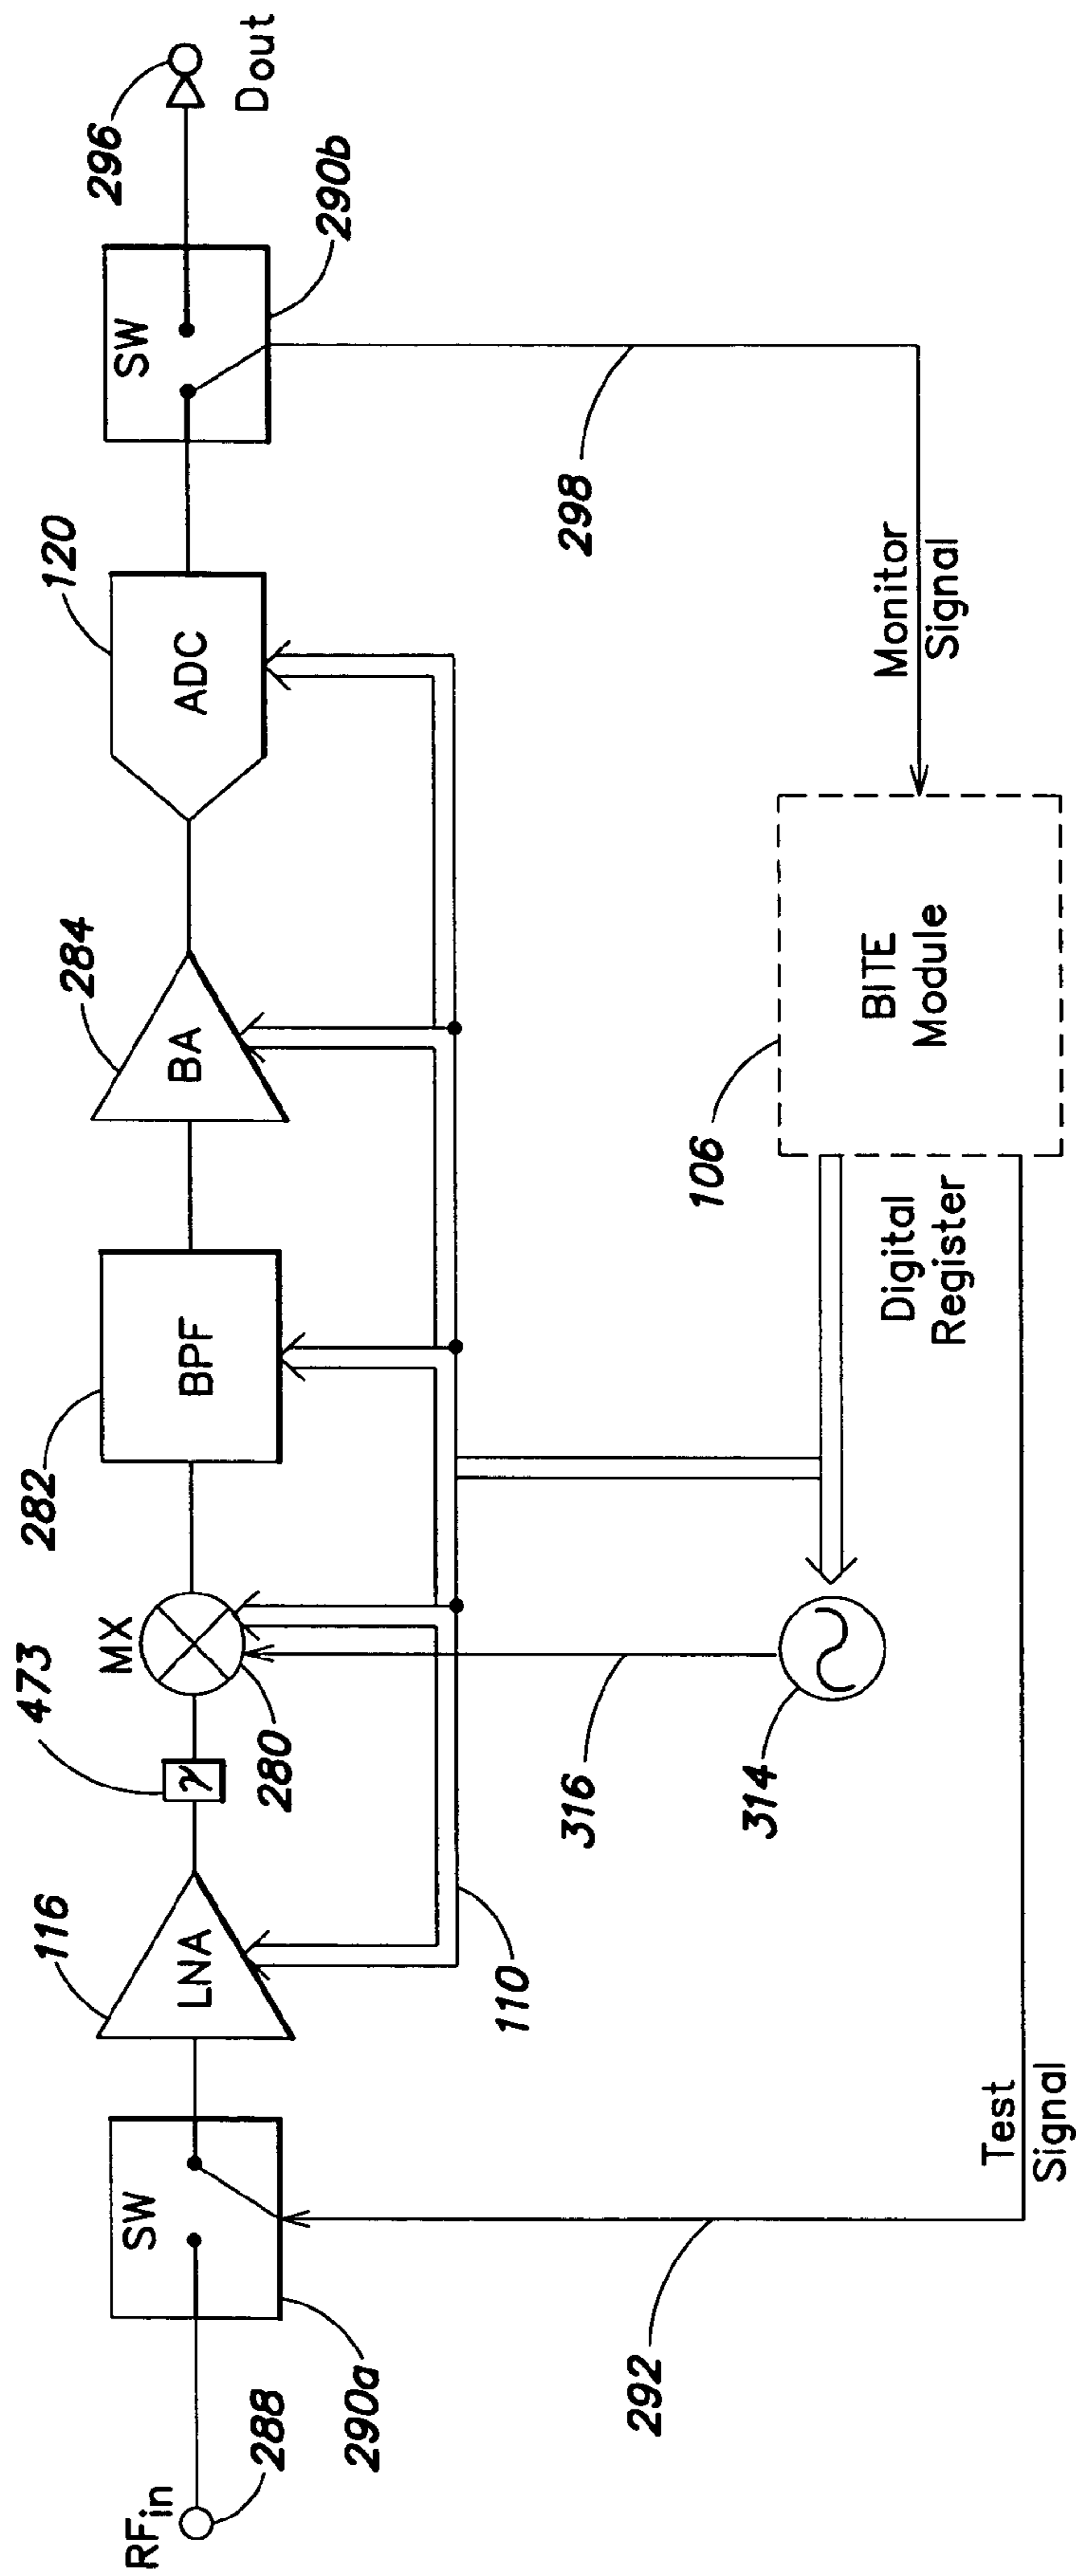 RFin
288
SW
290a
292
Test
Signal
LNA
116
110
γ
473
MX
280
316
314
BPF
282
BA
284
ADC
120
SW
290b
298
296
Dout
Monitor
Signal
BITE
Module
106
Digital
Register